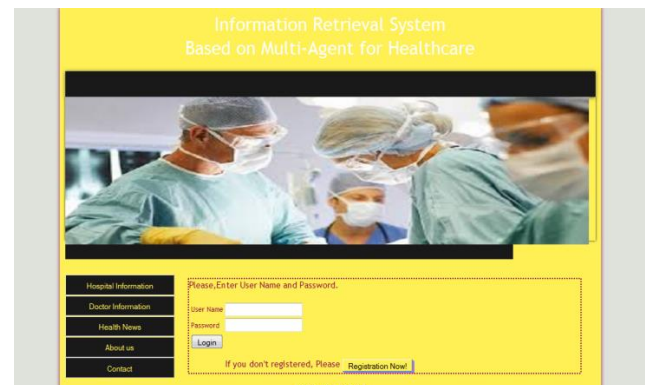 Information Retrieval System
Based on Multi-Agent for Healthcare
Hospital Information
Doctor Information
Health News
About us
Contact
Please,Enter User Name and Password.
User Name
Password
Login
If you don't registered, Please Registration Now!